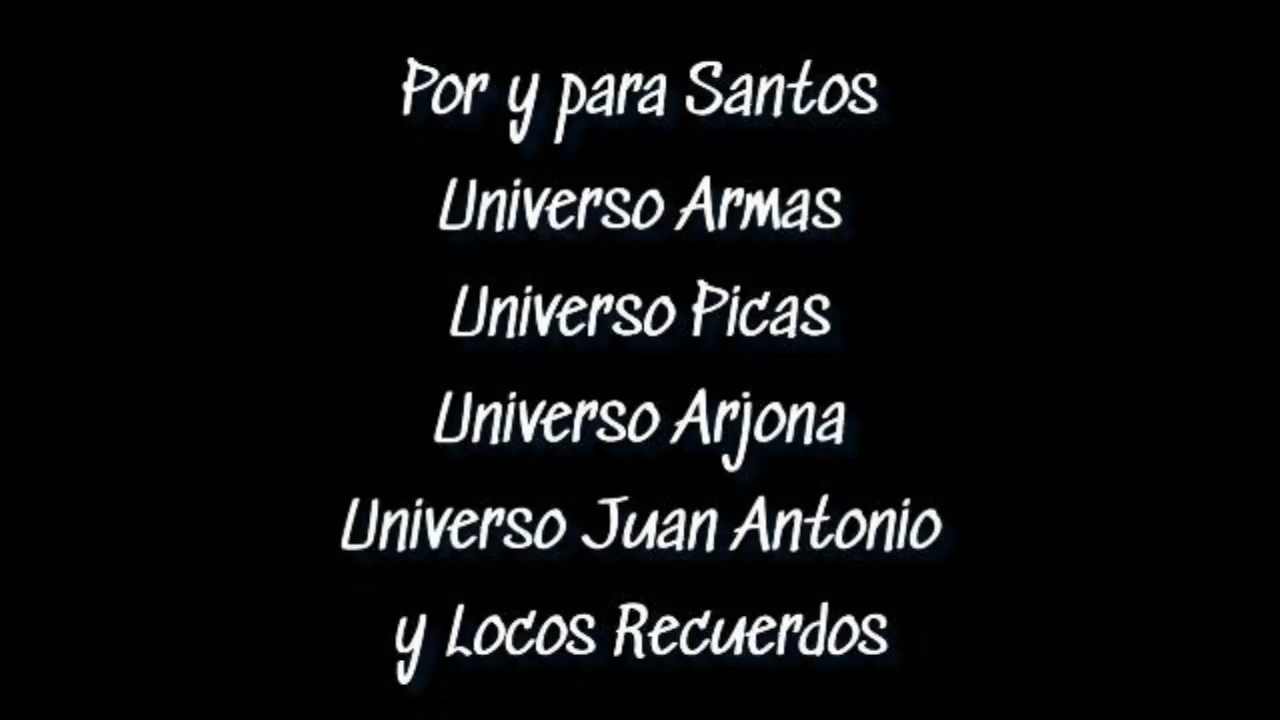 Por y para Santos
Universo Armas
Universo Picas
Universo Arjona
Universo Juan Antonio
y Locos Recuerdos